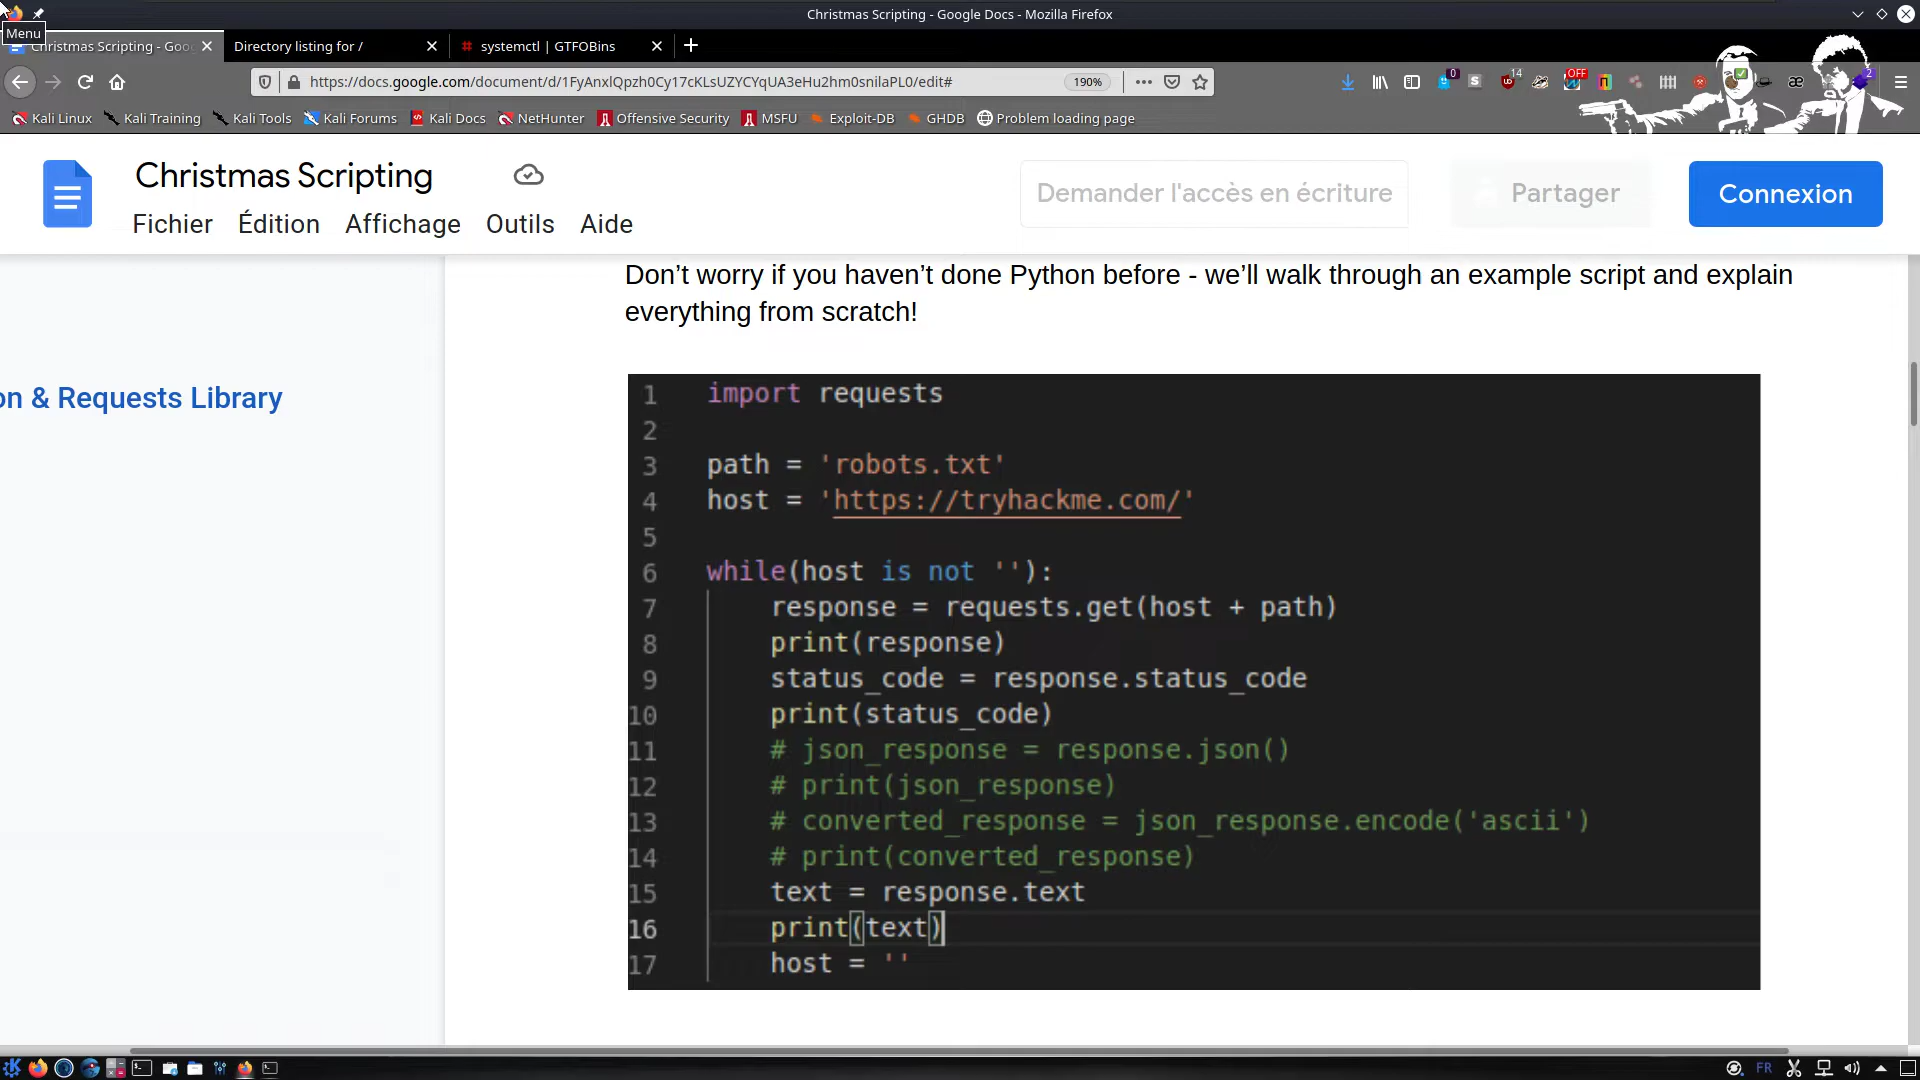 Christmas Scripting - Google Docs - Mozilla Firefox
Menu
Christmas Scripting - Goo
Directory listing for /
systemctl | GTFOBins
https://docs.google.com/document/d/1FyAnxlQpzh0Cy17cKLsUZYCYqUA3eHu2hm0snilaPL0/edit#
190%
0
14
OFF
2
Kali Linux
Kali Training
Kali Tools
Kali Forums
Kali Docs
NetHunter
Offensive Security
MSFU
Exploit-DB
GHDB
Problem loading page
Christmas Scripting
Demander l'accès en écriture
Partager
Connexion
Fichier Édition Affichage Outils Aide
Don’t worry if you haven’t done Python before - we’ll walk through an example script and explain
everything from scratch!
on & Requests Library
1 import requests
2
3 path = 'robots.txt'
4 host = 'https://tryhackme.com/'
5
6 while(host is not ''):
7 response = requests.get(host + path)
8 print(response)
9 status_code = response.status_code
10 print(status_code)
11 # json_response = response.json()
12 # print(json_response)
13 # converted_response = json_response.encode('ascii')
14 # print(converted_response)
15 text = response.text
16 print(text)
17 host = ''
FR